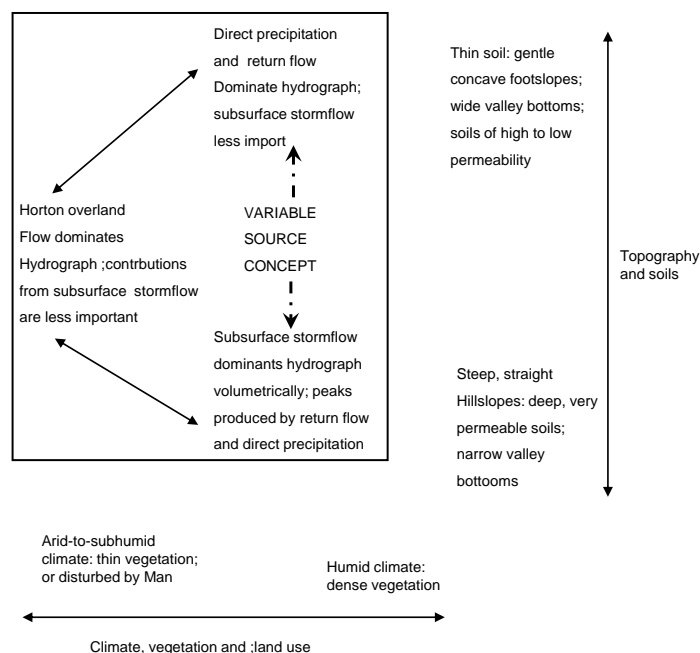 Direct precipitation
and return flow
Dominate hydrograph;
subsurface stormflow
less import
Thin soil: gentle
concave footslopes;
wide valley bottoms;
soils of high to low
permeability
Horton overland
Flow dominates
Hydrograph ;contrbutions
from subsurface stormflow
are less important
VARIABLE
SOURCE
CONCEPT
Topography
and soils
Subsurface stormflow
dominants hydrograph
volumetrically; peaks
produced by return flow
and direct precipitation
Steep, straight
Hillslopes: deep, very
permeable soils;
narrow valley
bottooms
Arid-to-subhumid
climate: thin vegetation;
or disturbed by Man
Humid climate:
dense vegetation
Climate, vegetation and ;land use